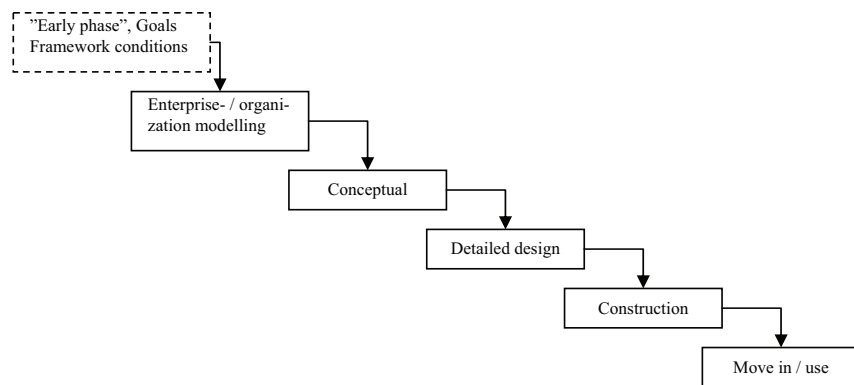 ”Early phase”, Goals
Framework conditions
Enterprise- / organi-
zation modelling
Conceptual
Detailed design
Construction
Move in / use